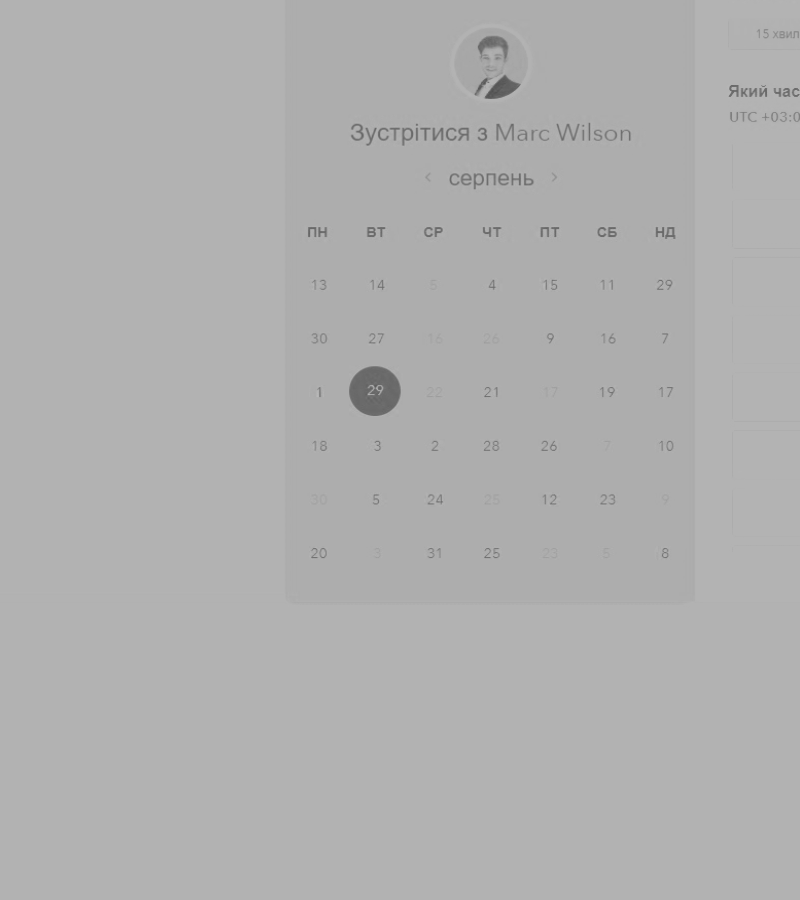 15 хвил
Який час
UTC +03:0
Зустрітися з Marc Wilson
серпень
ПН ВТ СР ЧТ ПТ СБ НД
13 14 5 4 15 11 29
30 27 16 26 9 16 7
1 29 22 21 17 19 17
18 3 2 28 26 7 10
30 5 24 25 12 23 9
20 3 31 25 23 5 8